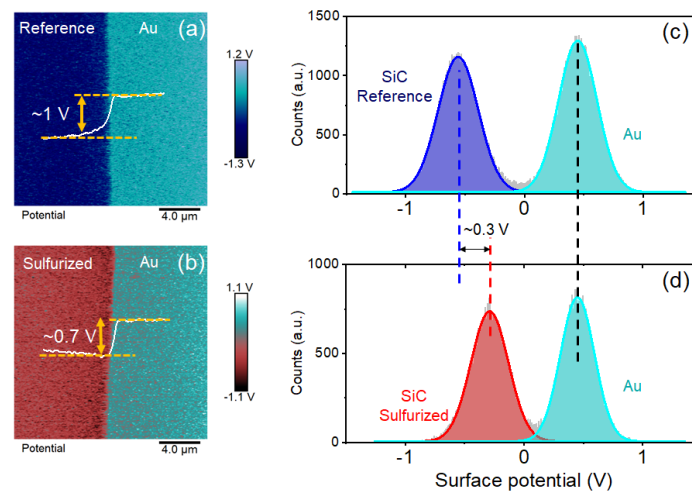 Reference
Au
(a)
~1 V
1.2 V
-1.3 V
Potential
4.0 µm
Sulfurized
Au
(b)
~0.7 V
1.1 V
-1.1 V
Potential
4.0 µm
1500
1000
500
0
Counts (a.u.)
SiC
Reference
Au
(c)
-1
0
1
~0.3 V
1000
500
0
Counts (a.u.)
SiC
Sulfurized
Au
(d)
-1
0
1
Surface potential (V)